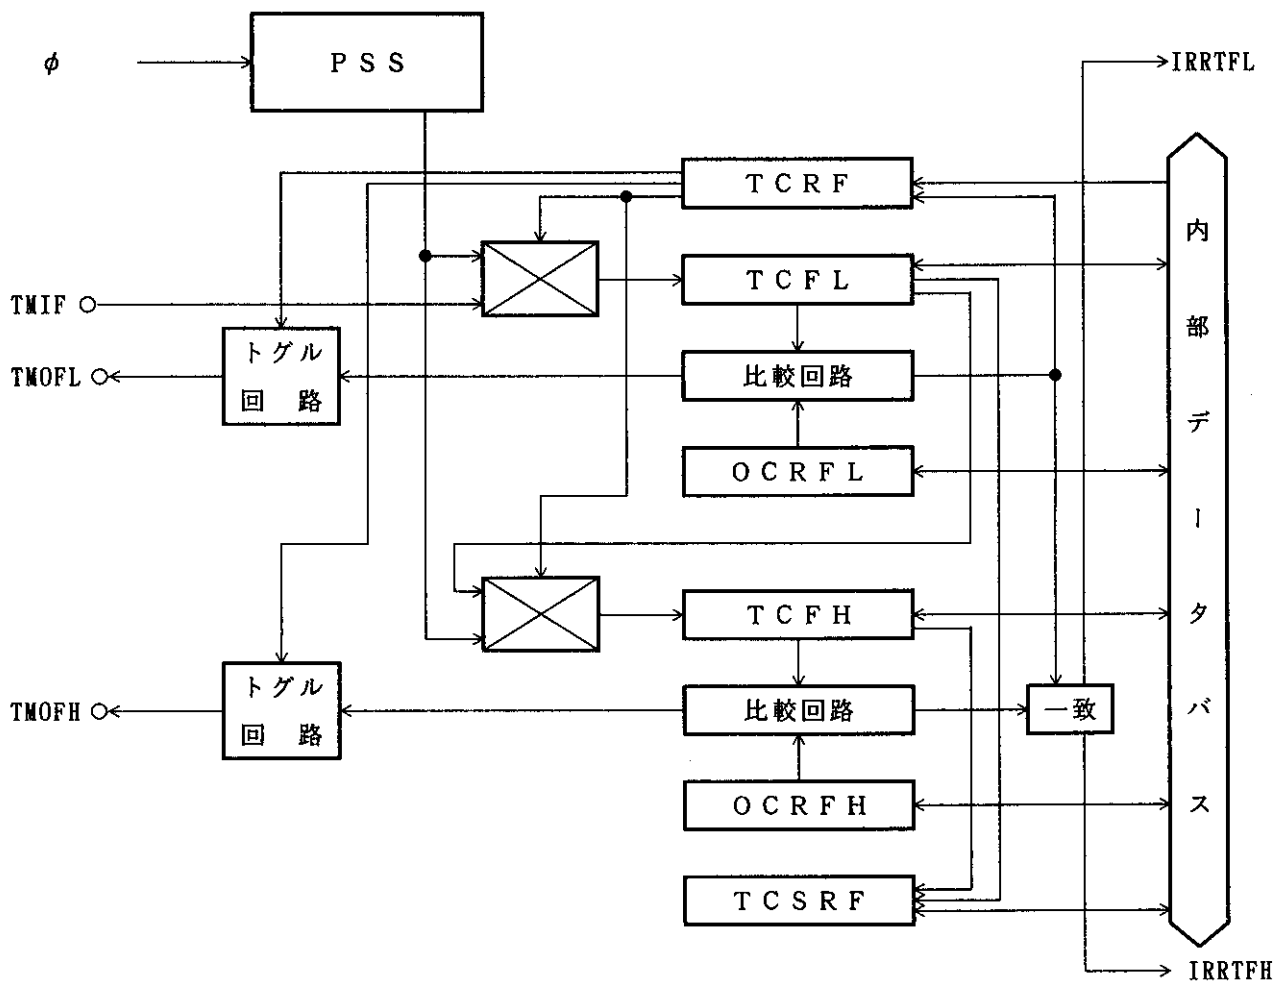 φ
PSS
IRRTFL
TCRF
TMIF
TCFL
トグル
回路
TMOFL
比較回路
OCRFL
TCFH
トグル
回路
TMOFH
比較回路
一致
OCRFH
TCSRF
内部データバス
IRRTFH